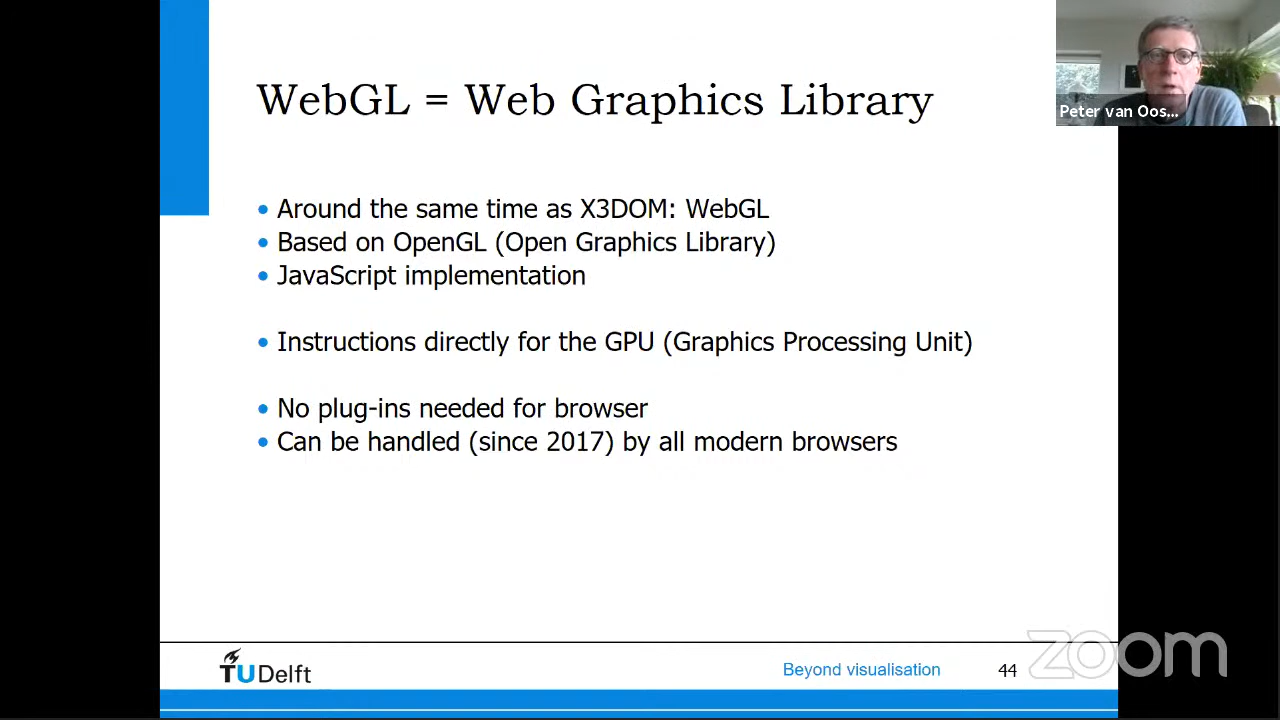 WebGL = Web Graphics Library
Peter van Oos...
• Around the same time as X3DOM: WebGL
• Based on OpenGL (Open Graphics Library)
• JavaScript implementation
• Instructions directly for the GPU (Graphics Processing Unit)
• No plug-ins needed for browser
• Can be handled (since 2017) by all modern browsers
TU Delft
Beyond visualisation
44
zoom